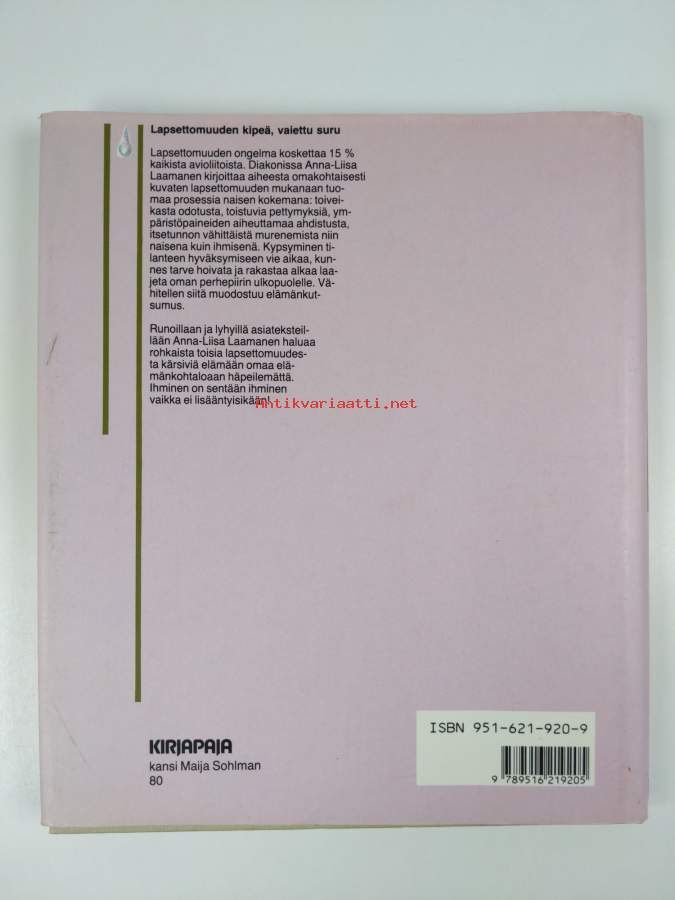 Lapsettomuuden kipeä, vaiettu suru
Lapsettomuuden ongelma koskettaa 15 %
kaikista avioliitoista. Diakonissa Anna-Liisa
Laamanen kirjoittaa aiheesta omakohtaisesti
kuvaten lapsettomuuden mukanaan tuo-
maa prosessia naisen kokemana: toivei-
kasta odotusta, toistuvia pettymyksiä, ym-
päristöpaineiden aiheuttamaa ahdistusta,
itsetunnon vähittäistä murenemista niin
naisena kuin ihmisenä. Kypsyminen ti-
lanteen hyväksymiseen vie aikaa, kun-
nes tarve hoivata ja rakastaa alkaa laa-
jeta oman perhepiirin ulkopuolelle. Vä-
hitellen siitä muodostuu elämänkut-
sumus.
Runoillaan ja lyhyillä asiateksteil-
lään Anna-Liisa Laamanen haluaa
rohkaista toisia lapsettomuudes-
ta kärsiviä elämään omaa elä-
mänkohtaloaan häpeilemättä.
Ihminen on sentään ihminen
vaikka ei lisääntyisikään!
Antikvariaatti.net
ISBN 951-621-920-9
9 789516 219205
KIRJAPAJA
kansi Maija Sohlman
80